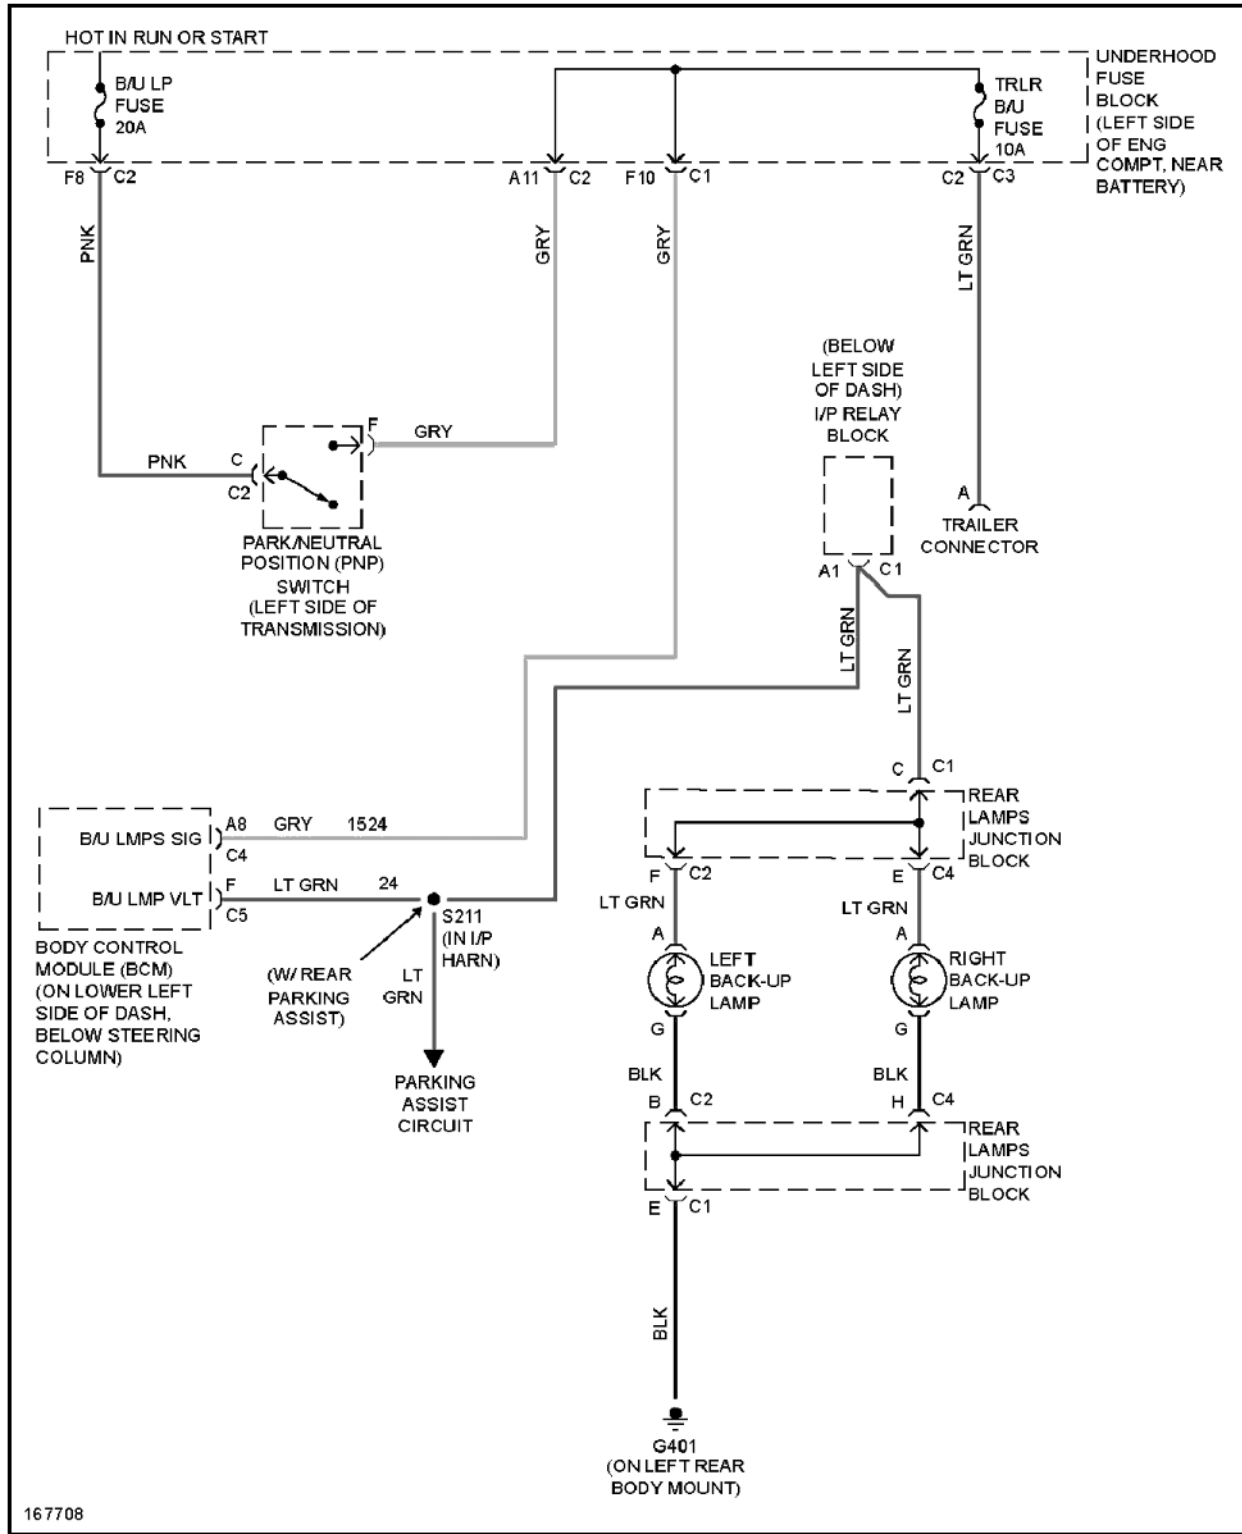 HOT IN RUN OR START
B/U LP
FUSE
20A
TRLR
B/U
FUSE
10A
UNDERHOOD
FUSE
BLOCK
(LEFT SIDE
OF ENG
COMPT, NEAR
BATTERY)
F8 C2
A11 C2
F10 C1
C2 C3
PNK
GRY
GRY
LT GRN
(BELOW
LEFT SIDE
OF DASH)
I/P RELAY
BLOCK
F
GRY
PNK
C
C2
PARK/NEUTRAL
POSITION (PNP)
SWITCH
(LEFT SIDE OF
TRANSMISSION)
A
TRAILER
CONNECTOR
A1 C1
LT GRN
LT GRN
C C1
REAR
LAMPS
JUNCTION
BLOCK
B/U LMPS SIG
A8 GRY 1524
C4
B/U LMP VLT
F LT GRN 24
C5
S211
(IN I/P
HARN)
BODY CONTROL
MODULE (BCM)
(ON LOWER LEFT
SIDE OF DASH,
BELOW STEERING
COLUMN)
(W/ REAR
PARKING
ASSIST)
LT
GRN
PARKING
ASSIST
CIRCUIT
F C2
E C4
LT GRN
LT GRN
A
A
LEFT
BACK-UP
LAMP
RIGHT
BACK-UP
LAMP
G
G
BLK
BLK
B C2
H C4
REAR
LAMPS
JUNCTION
BLOCK
E C1
BLK
G401
(ON LEFT REAR
BODY MOUNT)
167708